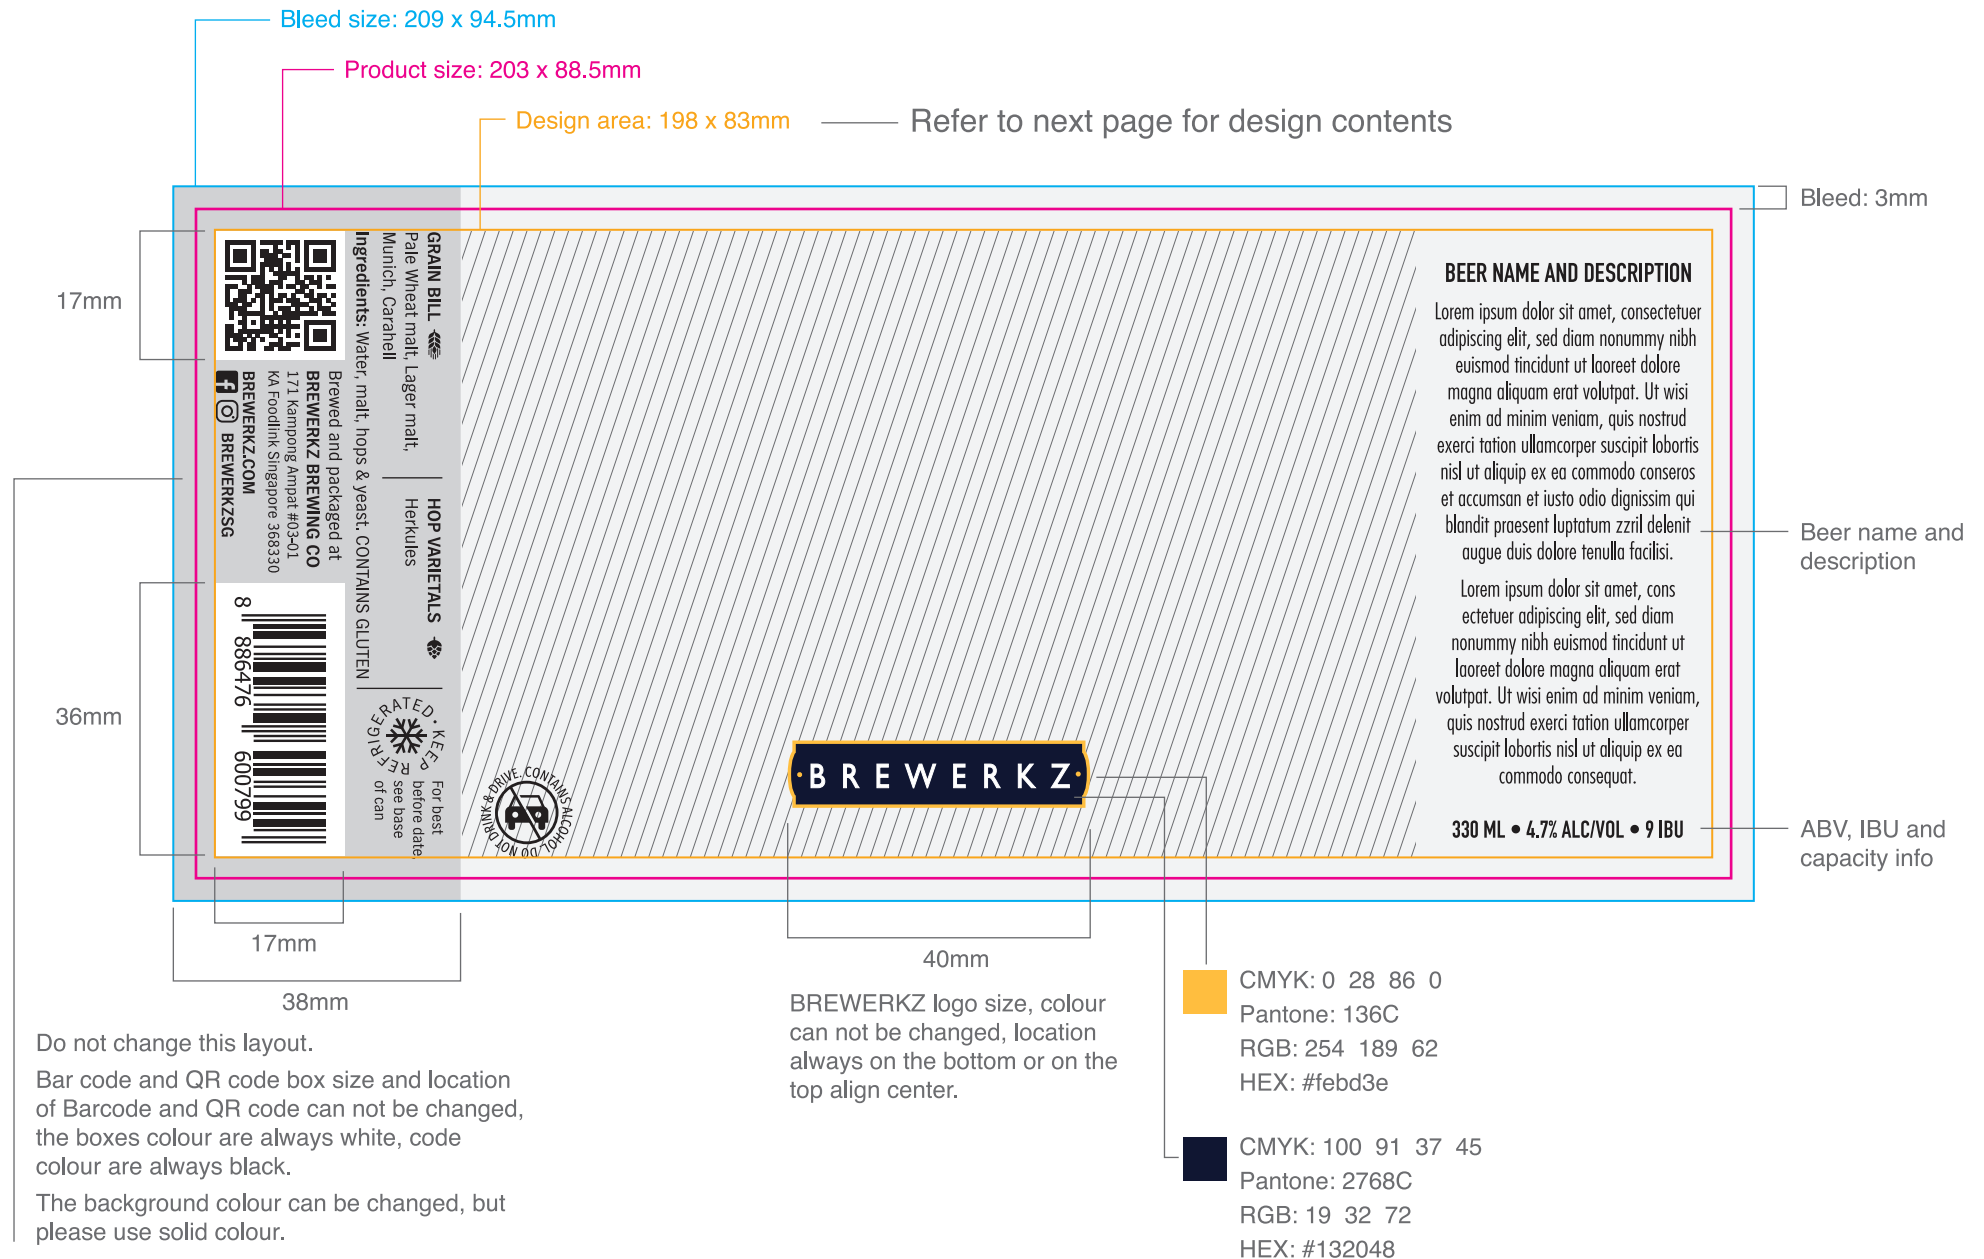 Bleed size: 209 x 94.5mm
Product size: 203 x 88.5mm
Design area: 198 x 83mm
Refer to next page for design contents
Bleed: 3mm
17mm
36mm
17mm
38mm
GRAIN BILL
Pale Wheat malt, Lager malt,
Munich, Carahell
HOP VARIETALS
Herkules
Ingredients: Water, malt, hops & yeast. CONTAINS GLUTEN
KEEP REFRIGERATED •
For best
before date,
see base
of can
Brewed and packaged at
BREWERKZ BREWING CO
171 Kampong Ampat #03-01
KA Foodlink Singapore 368330
BREWERKZ.COM
BREWERKZSG
8 886476 600799
CONTAINS ALCOHOL. DO NOT DRINK & DRIVE.
BREWERKZ
BEER NAME AND DESCRIPTION
Lorem ipsum dolor sit amet, consectetuer
adipiscing elit, sed diam nonummy nibh
euismod tincidunt ut laoreet dolore
magna aliquam erat volutpat. Ut wisi
enim ad minim veniam, quis nostrud
exerci tation ullamcorper suscipit lobortis
nisl ut aliquip ex ea commodo conseros
et accumsan et iusto odio dignissim qui
blandit praesent luptatum zzril delenit
augue duis dolore tenulla facilisi.
Lorem ipsum dolor sit amet, cons
ectetuer adipiscing elit, sed diam
nonummy nibh euismod tincidunt ut
laoreet dolore magna aliquam erat
volutpat. Ut wisi enim ad minim veniam,
quis nostrud exerci tation ullamcorper
suscipit lobortis nisl ut aliquip ex ea
commodo consequat.
330 ML • 4.7% ALC/VOL • 9 IBU
Beer name and
description
ABV, IBU and
capacity info
40mm
BREWERKZ logo size, colour
can not be changed, location
always on the bottom or on the
top align center.
CMYK: 0 28 86 0
Pantone: 136C
RGB: 254 189 62
HEX: #febd3e
CMYK: 100 91 37 45
Pantone: 2768C
RGB: 19 32 72
HEX: #132048
Do not change this layout.
Bar code and QR code box size and location
of Barcode and QR code can not be changed,
the boxes colour are always white, code
colour are always black.
The background colour can be changed, but
please use solid colour.